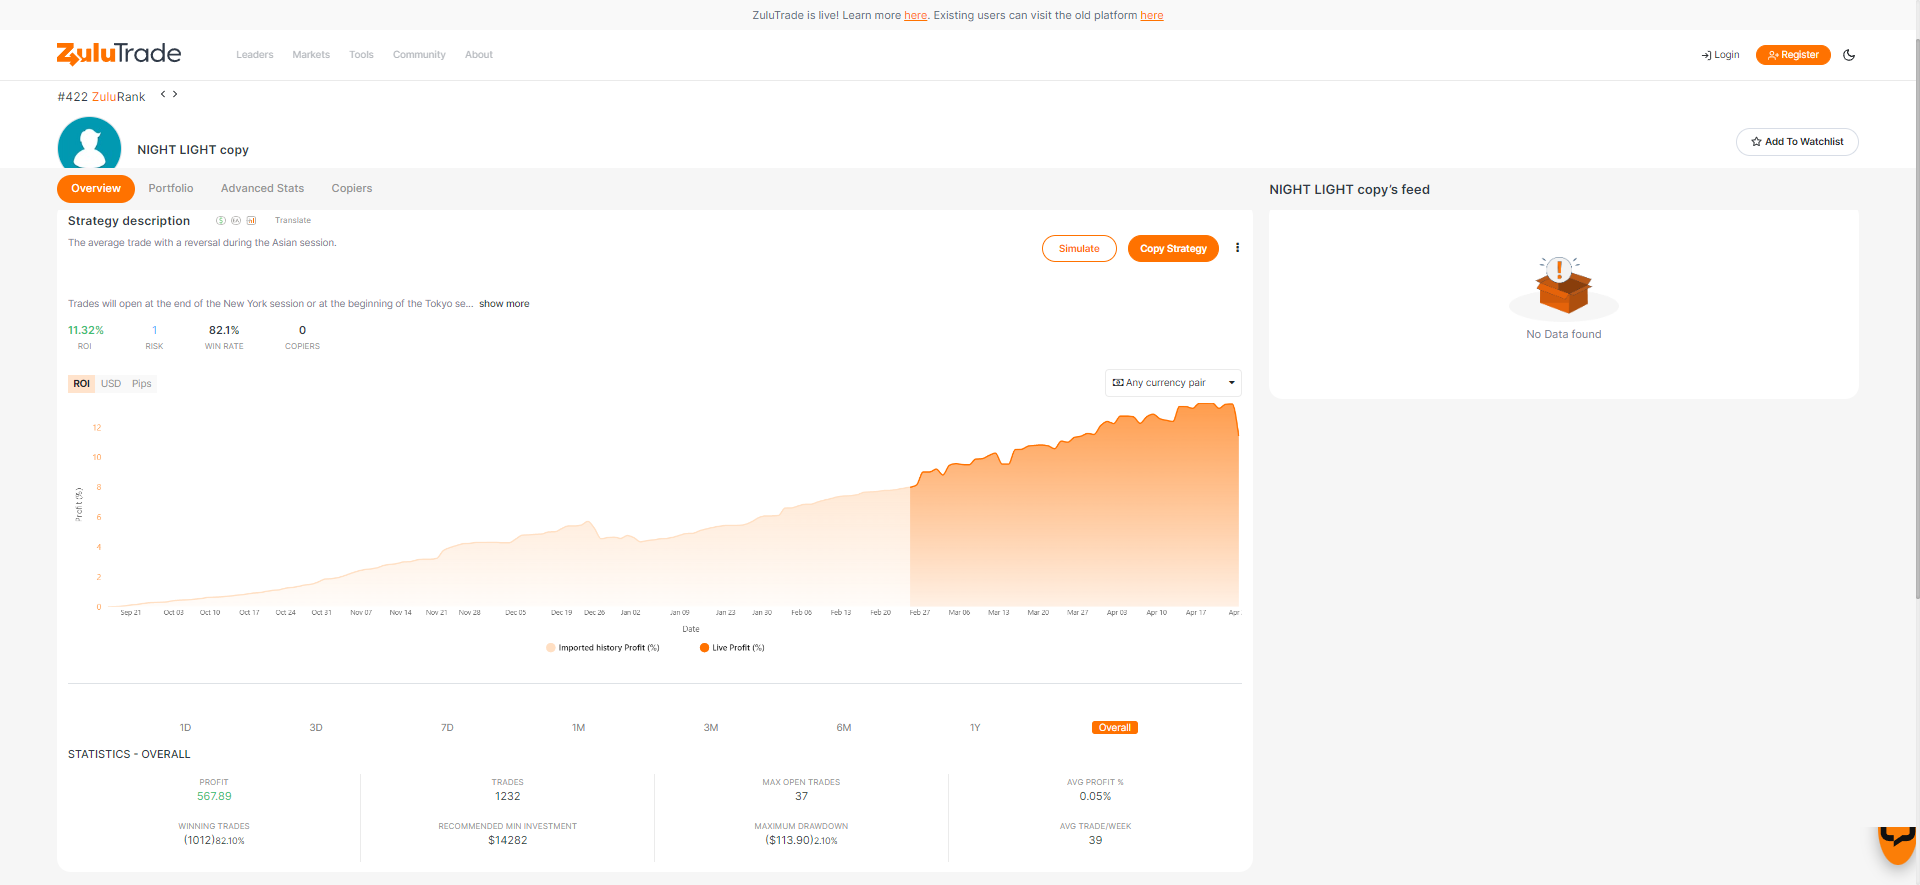 ZuluTrade is live! Learn more here. Existing users can visit the old platform here
ZuluTrade
Leaders Markets Tools Community About
Login Register
#422 ZuluRank
NIGHT LIGHT copy
Add To Watchlist
Overview Portfolio Advanced Stats Copiers
NIGHT LIGHT copy's feed
Strategy description Translate
The average trade with a reversal during the Asian session.
Simulate Copy Strategy
Trades will open at the end of the New York session or at the beginning of the Tokyo se... show more
11.32% 1 82.1% 0
ROI RISK WIN RATE COPIERS
No Data found
ROI USD Pips
Any currency pair
12
10
8
6
4
2
0
Profit (%)
Sep 21 Oct 03 Oct 10 Oct 17 Oct 24 Oct 31 Nov 07 Nov 14 Nov 21 Nov 28 Dec 05 Dec 19 Dec 26 Jan 02 Jan 09 Jan 23 Jan 30 Feb 06 Feb 13 Feb 20 Feb 27 Mar 06 Mar 13 Mar 20 Mar 27 Apr 03 Apr 10 Apr 17 Apr
Date
Imported history Profit (%) Live Profit (%)
1D 3D 7D 1M 3M 6M 1Y Overall
STATISTICS - OVERALL
PROFIT TRADES MAX OPEN TRADES AVG PROFIT %
567.89 1232 37 0.05%
WINNING TRADES RECOMMENDED MIN INVESTMENT MAXIMUM DRAWDOWN AVG TRADE/WEEK
(1012)82.10% $14282 ($113.90)2.10% 39